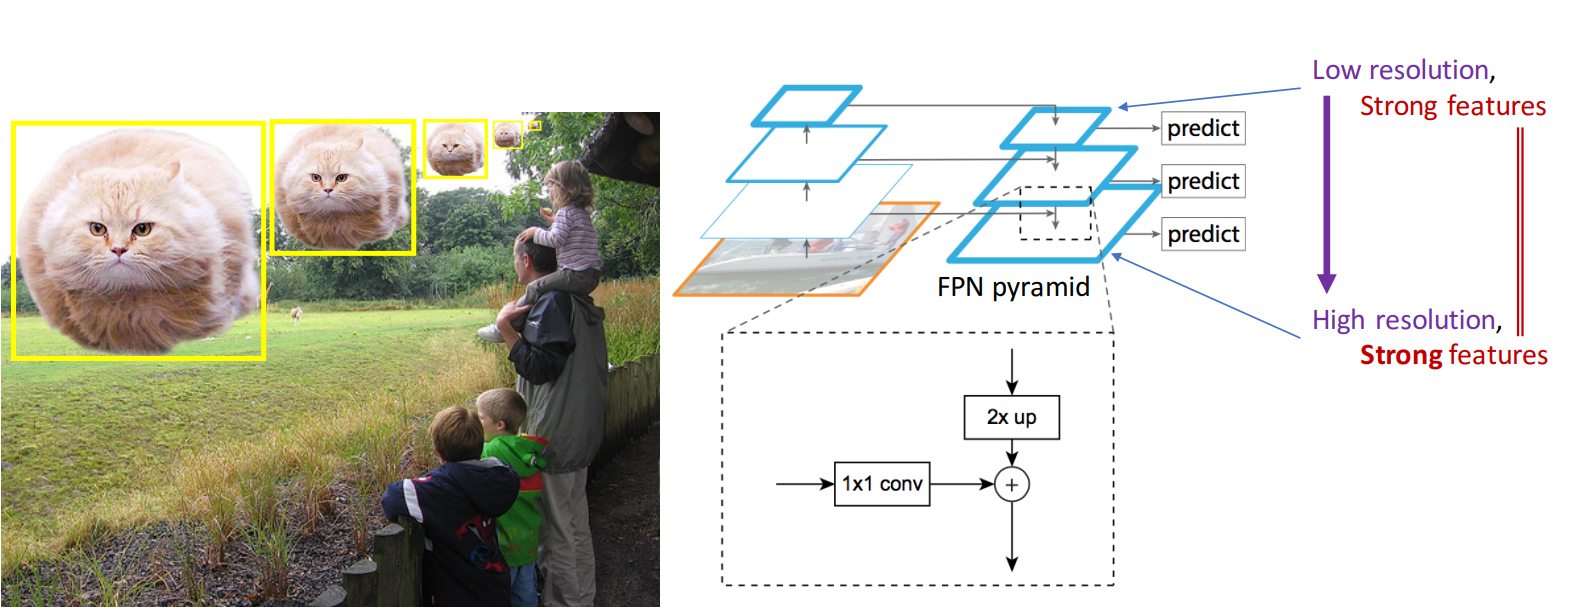 Low resolution,
Strong features
predict
predict
predict
FPN pyramid
High resolution,
Strong features
2x up
1x1 conv
+